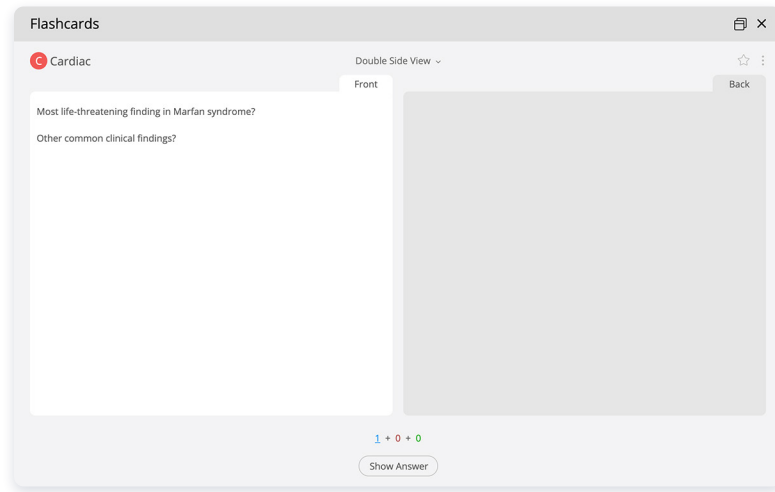 Flashcards
C Cardiac
Double Side View
Front
Back
Most life-threatening finding in Marfan syndrome?
Other common clinical findings?
1 + 0 + 0
Show Answer